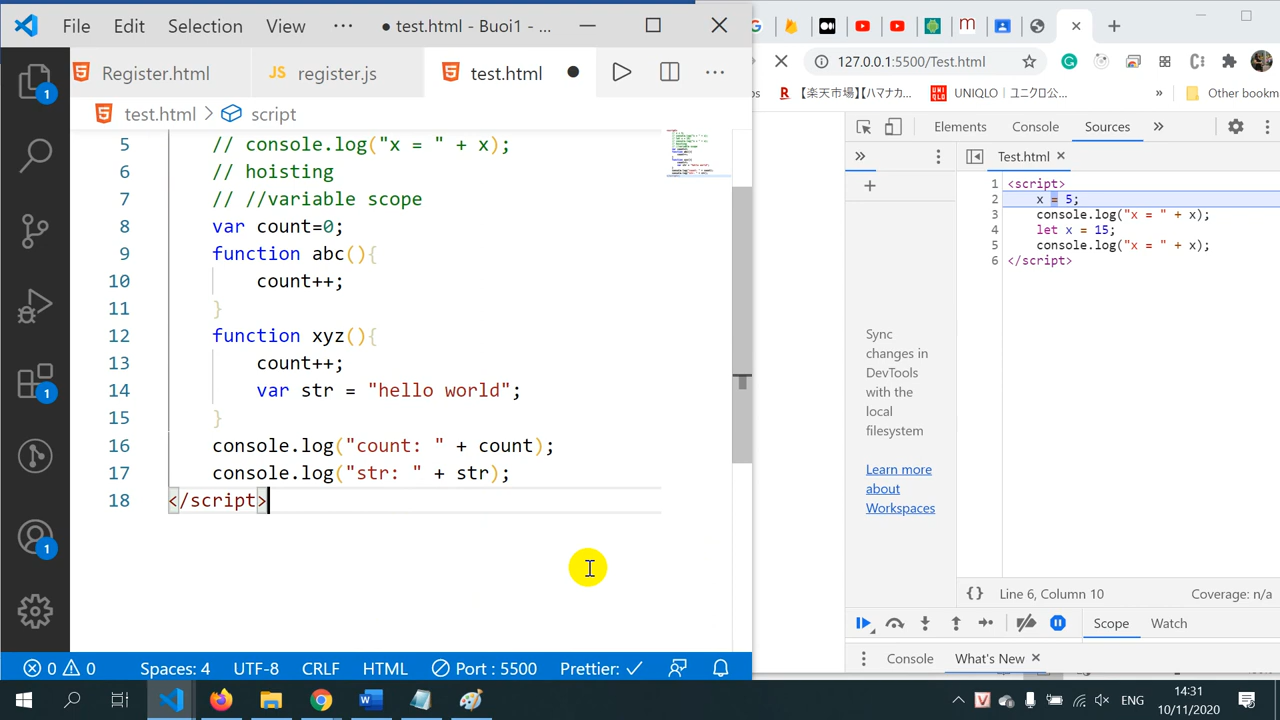 File Edit Selection View ··· ● test.html - Buoi1 - ...
Register.html JS register.js test.html ● ···
test.html > script
5 // console.log("x = " + x);
6 // hoisting
7 // //variable scope
8 var count=0;
9 function abc(){
10 count++;
11 }
12 function xyz(){
13 count++;
14 var str = "hello world";
15 }
16 console.log("count: " + count);
17 console.log("str: " + str);
18 </script>
1
1
1
0 0 Spaces: 4 UTF-8 CRLF HTML Port : 5500 Prettier: ✓
127.0.0.1:5500/Test.html
os R 【楽天市場】【ハマナカ... UNIQLO | ユニクロ公... » Other bookm
Elements Console Sources »
» Test.html ×
1 <script>
2 x = 5;
3 console.log("x = " + x);
4 let x = 15;
5 console.log("x = " + x);
6 </script>
Sync
changes in
DevTools
with the
local
filesystem
Learn more
about
Workspaces
{} Line 6, Column 10 Coverage: n/a
Scope Watch
Console What's New ×
ENG 14:31
10/11/2020